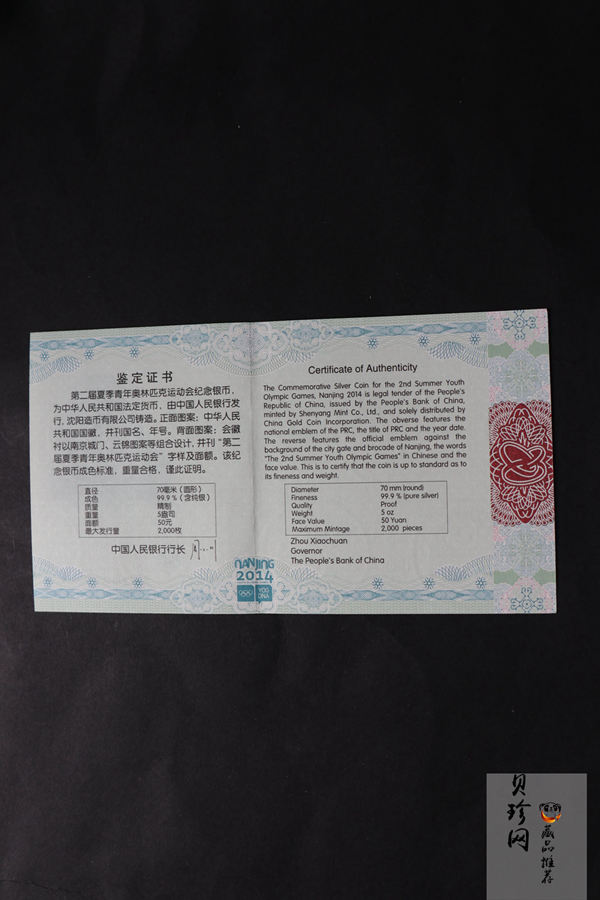 鉴定证书
第二届夏季青年奥林匹克运动会纪念银币，
为中华人民共和国法定货币，由中国人民银行发
行，沈阳造币有限公司铸造。正面图案：中华人民
共和国国徽，并刊国名、年号。背面图案：会徽
衬以南京城门、云锦图案等组合设计，并刊“第二
届夏季青年奥林匹克运动会”字样及面额。该纪
念银币成色标准，重量合格，谨此证明。
直径 70毫米（圆形）
成色 99.9％（含纯银）
质量 精制
重量 5盎司
面额 50元
最大发行量 2,000枚
中国人民银行行长
Certificate of Authenticity
The Commemorative Silver Coin for the 2nd Summer Youth
Olympic Games, Nanjing 2014 is legal tender of the People's
Republic of China, issued by the People's Bank of China,
minted by Shenyang Mint Co., Ltd., and solely distributed by
China Gold Coin Incorporation. The obverse features the
national emblem of the PRC, the title of PRC and the year date.
The reverse features the official emblem against the
background of the city gate and brocade of Nanjing, the words
"The 2nd Summer Youth Olympic Games" in Chinese and the
face value. This is to certify that the coin is up to standard as to
its fineness and weight.
Diameter 70 mm (round)
Fineness 99.9 % (pure silver)
Quality Proof
Weight 5 oz
Face Value 50 Yuan
Maximum Mintage 2,000 pieces
Zhou Xiaochuan
Governor
The People's Bank of China
NANJING
2014
YOG
DNA
贝珍网
藏品推荐